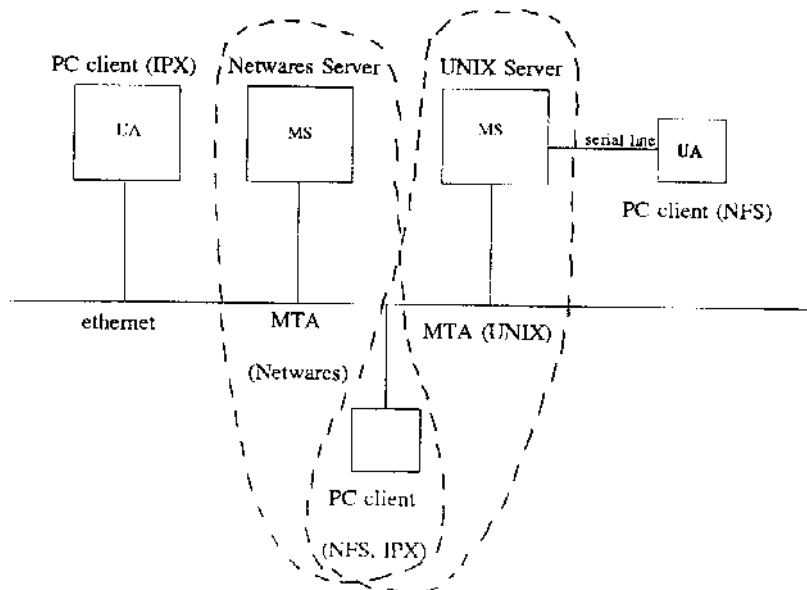 PC client (IPX)
Netwares Server
UNIX Server
UA
MS
MS
serial line
UA
PC client (NFS)
ethernet
MTA
MTA (UNIX)
(Netwares)
PC client
(NFS, IPX)